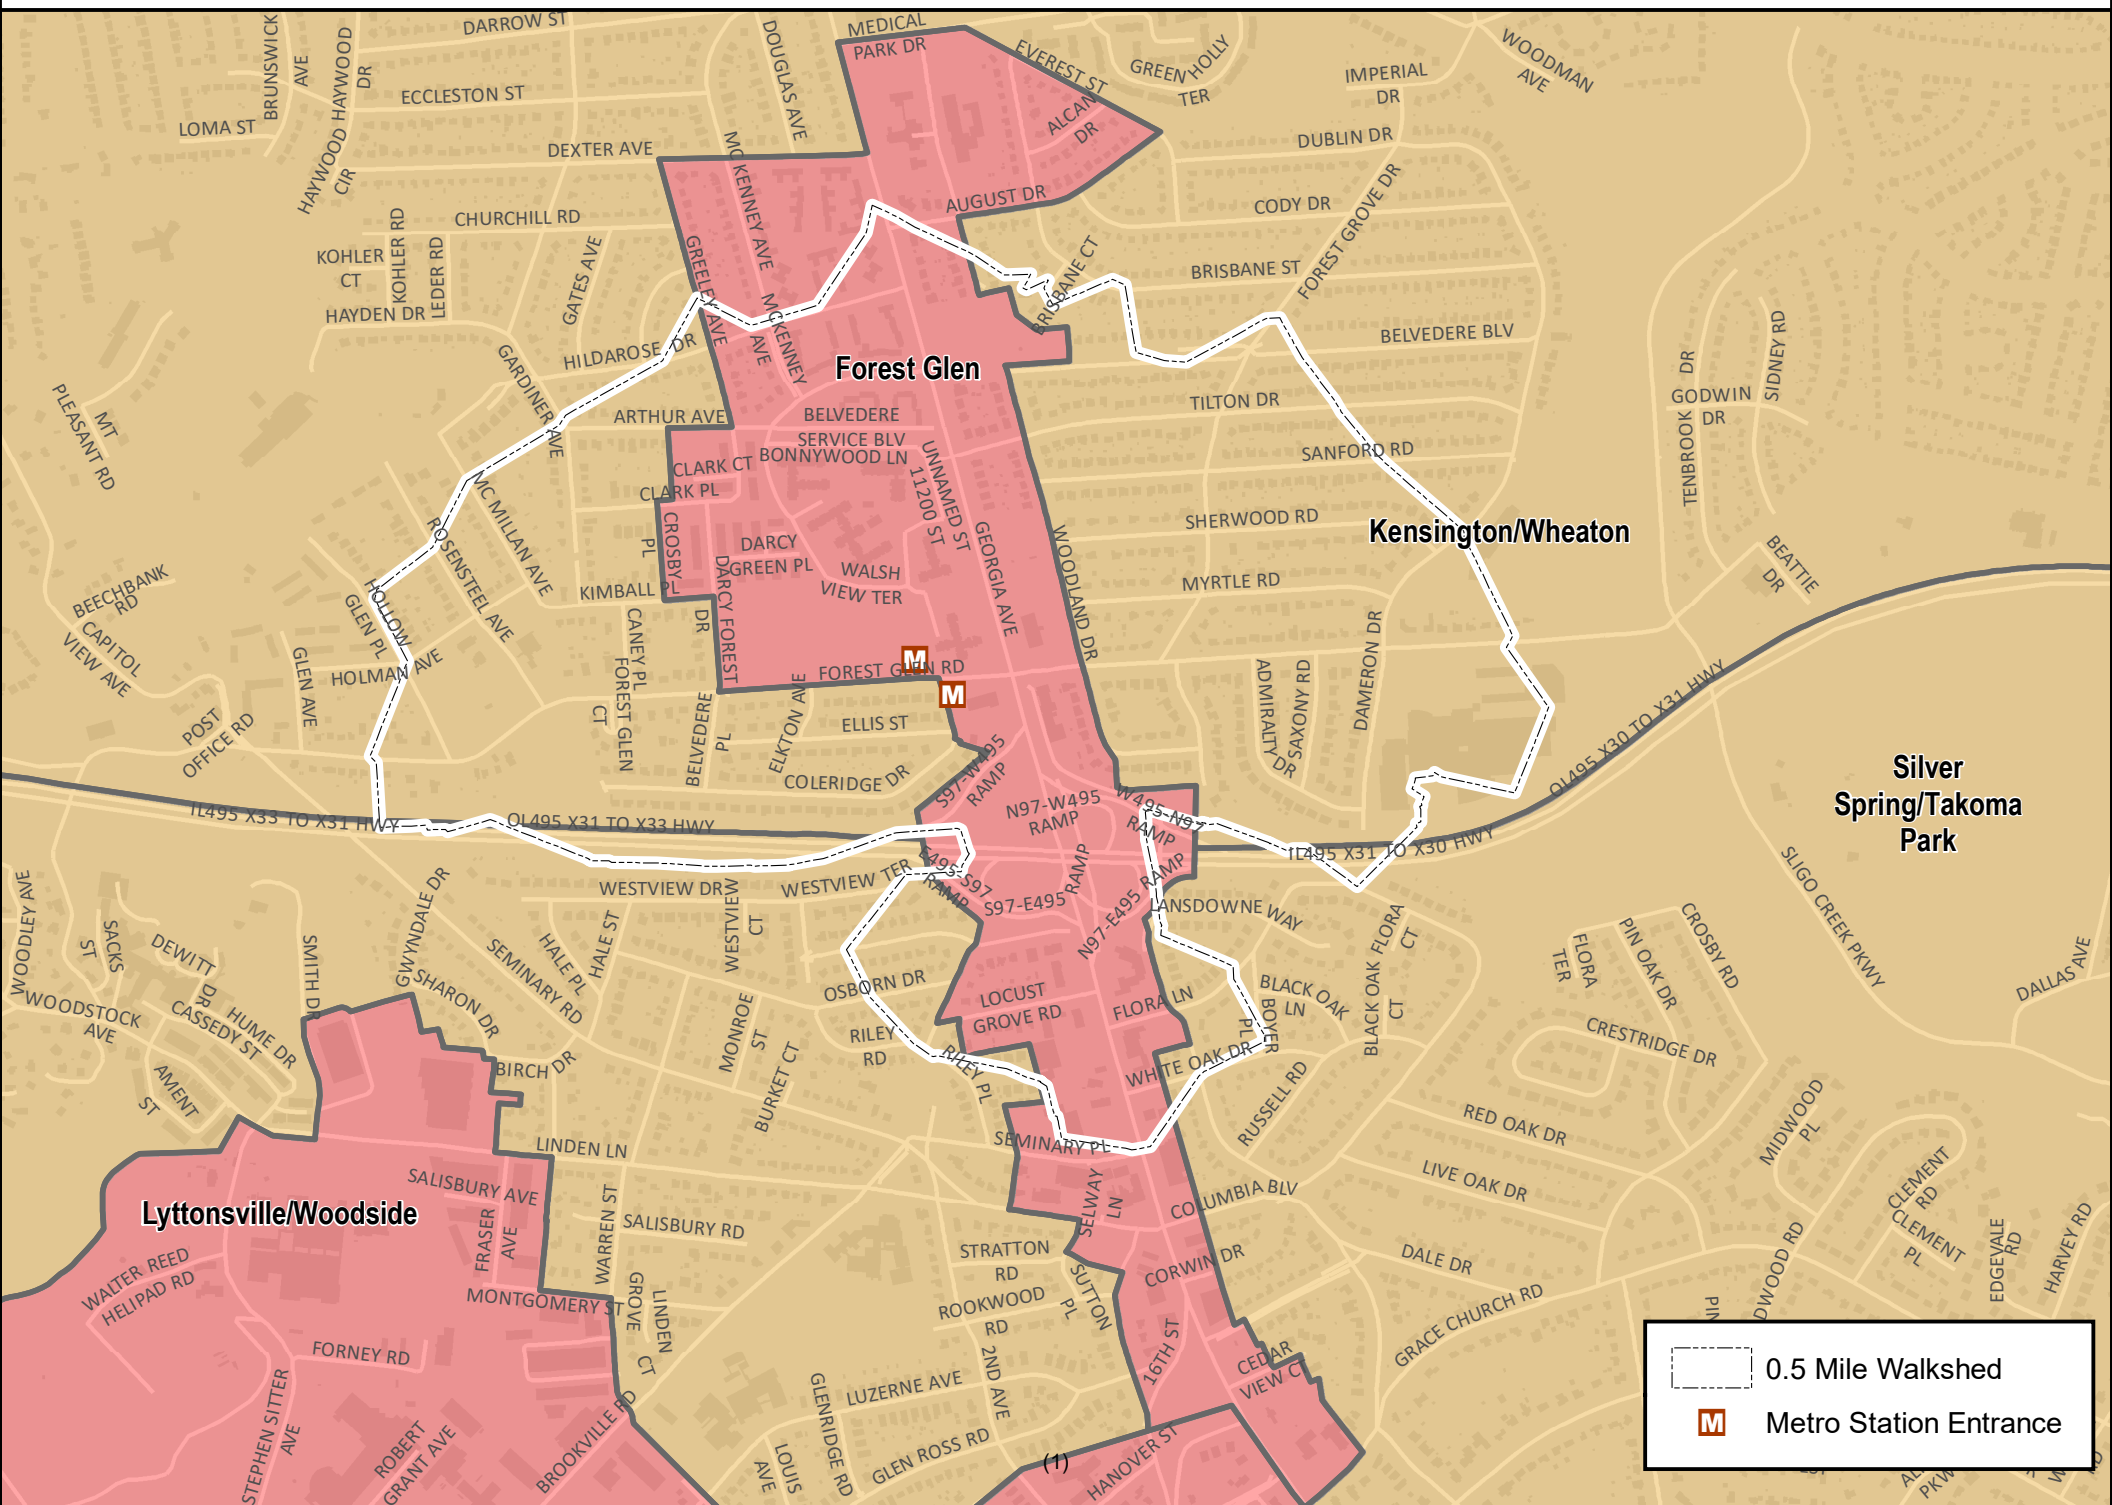 DARROW ST
MEDICAL
PARK DR
BRUNSWICK
AVE
HAYWOOD
DR
DOUGLAS AVE
EVEREST ST
GREEN HOLLY
TER
WOODMAN
AVE
IMPERIAL
DR
ECCLESTON ST
LOMA ST
ALCAN
DR
DUBLIN DR
DEXTER AVE
HAYWOOD
CIR
MC KENNEY AVE
AUGUST DR
CODY DR
FOREST GROVE DR
CHURCHILL RD
KOHLER
CT
KOHLER RD
LEDER RD
GATES AVE
GREELEY AVE
BRISBANE CT
BRISBANE ST
HAYDEN DR
MCKENNEY
AVE
HILDAROSE DR
BELVEDERE BLV
SIDNEY RD
GARDINER AVE
Forest Glen
MT
PLEASANT RD
TILTON DR
GODWIN
DR
TENBROOK DR
ARTHUR AVE
BELVEDERE
SERVICE BLV
BONNYWOOD LN
CLARK CT
CLARK PL
UNNAMED ST
11200 ST
SANFORD RD
MC MILLAN AVE
ROSENSTEEL AVE
CROSBY
PL
SHERWOOD RD
Kensington/Wheaton
GEORGIA AVE
WOODLAND DR
DARCY
GREEN PL
DARCY FOREST
DR
WALSH
VIEW TER
BEATTIE
DR
MYRTLE RD
BEECHBANK
RD
HOLLOW
GLEN PL
KIMBALL PL
CANEY PL
CAPITOL
VIEW AVE
GLEN AVE
HOLMAN AVE
FOREST GLEN
CT
M
FOREST GLEN RD
M
ADMIRALTY
DR
SAXONY RD
DAMERON DR
POST
OFFICE RD
BELVEDERE
PL
ELKTON AVE
ELLIS ST
COLERIDGE DR
S97-W495
RAMP
N97-W495
RAMP
W495-N97
RAMP
OL495 X30 TO X31 HWY
Silver
Spring/Takoma
Park
IL495 X33 TO X31 HWY
OL495 X31 TO X33 HWY
IL495 X31 TO X30 HWY
WOODLEY AVE
WESTVIEW DR
WESTVIEW TER
WESTVIEW
CT
E495-S97
RAMP
S97-E495
RAMP
N97-E495 RAMP
LANSDOWNE WAY
SLIGO CREEK PKWY
GWYNDALE DR
SACKS
ST
DEWITT
DR
SMITH DR
SEMINARY RD
HALE PL
HALE ST
FLORA
CT
FLORA
TER
PIN OAK DR
CROSBY RD
DALLAS AVE
SHARON DR
OSBORN DR
BLACK OAK
LN
BLACK OAK
CT
WOODSTOCK
AVE
CASSEDY ST
HUME DR
MONROE
ST
LOCUST
GROVE RD
FLORA LN
BOYER
PL
RILEY
RD
RILEY PL
CRESTRIDGE DR
BIRCH DR
BURKET CT
WHITE OAK DR
AMENT
ST
RUSSELL RD
RED OAK DR
MIDWOOD
PL
LINDEN LN
SEMINARY PL
SALISBURY AVE
COLUMBIA BLV
LIVE OAK DR
CLEMENT
RD
CLEMENT
PL
Lyttonsville/Woodside
FRASER
AVE
WARREN ST
SALISBURY RD
SELWAY
LN
EDGEVALE
RD
HARVEY RD
STRATTON
RD
CORWIN DR
DALE DR
WALTER REED
HELIPAD RD
SUTTON
PL
MONTGOMERY ST
LINDEN
GROVE
CT
ROOKWOOD
RD
GRACE CHURCH RD
PIN
DWOOD RD
FORNEY RD
2ND AVE
16TH ST
CEDAR
VIEW CT
0.5 Mile Walkshed
LUZERNE AVE
GLENRIDGE RD
STEPHEN SITTER
AVE
ROBERT
GRANT AVE
BROOKVILLE RD
M
Metro Station Entrance
LOUIS
AVE
GLEN ROSS RD
(1)
HANOVER ST
PKW